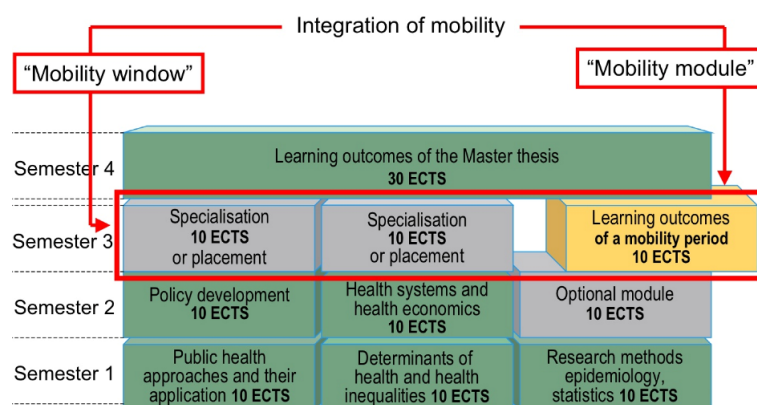 Integration of mobility
“Mobility window”
“Mobility module”
Semester 4
Learning outcomes of the Master thesis
30 ECTS
Semester 3
Specialisation
10 ECTS
or placement
Specialisation
10 ECTS
or placement
Learning outcomes
of a mobility period
10 ECTS
Semester 2
Policy development
10 ECTS
Health systems and
health economics
10 ECTS
Optional module
10 ECTS
Semester 1
Public health
approaches and their
application 10 ECTS
Determinants of
health and health
inequalities 10 ECTS
Research methods
epidemiology,
statistics 10 ECTS